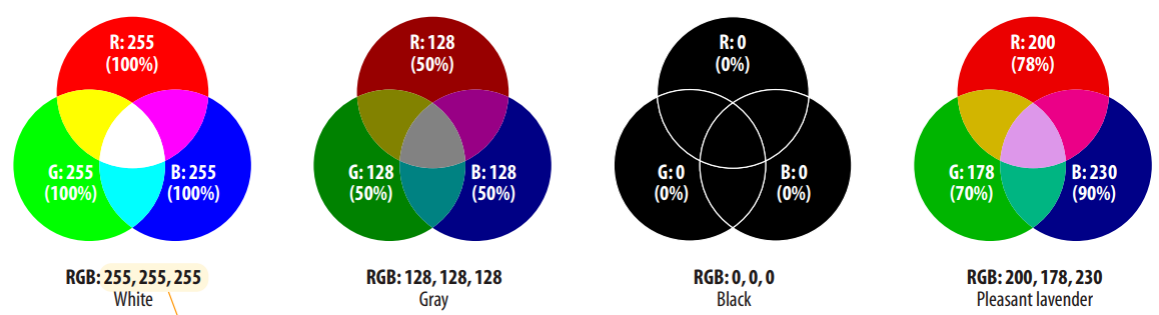 R: 255
(100%)
G: 255
(100%)
B: 255
(100%)
RGB: 255, 255, 255
White
R: 128
(50%)
G: 128
(50%)
B: 128
(50%)
RGB: 128, 128, 128
Gray
R: 0
(0%)
G: 0
(0%)
B: 0
(0%)
RGB: 0, 0, 0
Black
R: 200
(78%)
G: 178
(70%)
B: 230
(90%)
RGB: 200, 178, 230
Pleasant lavender